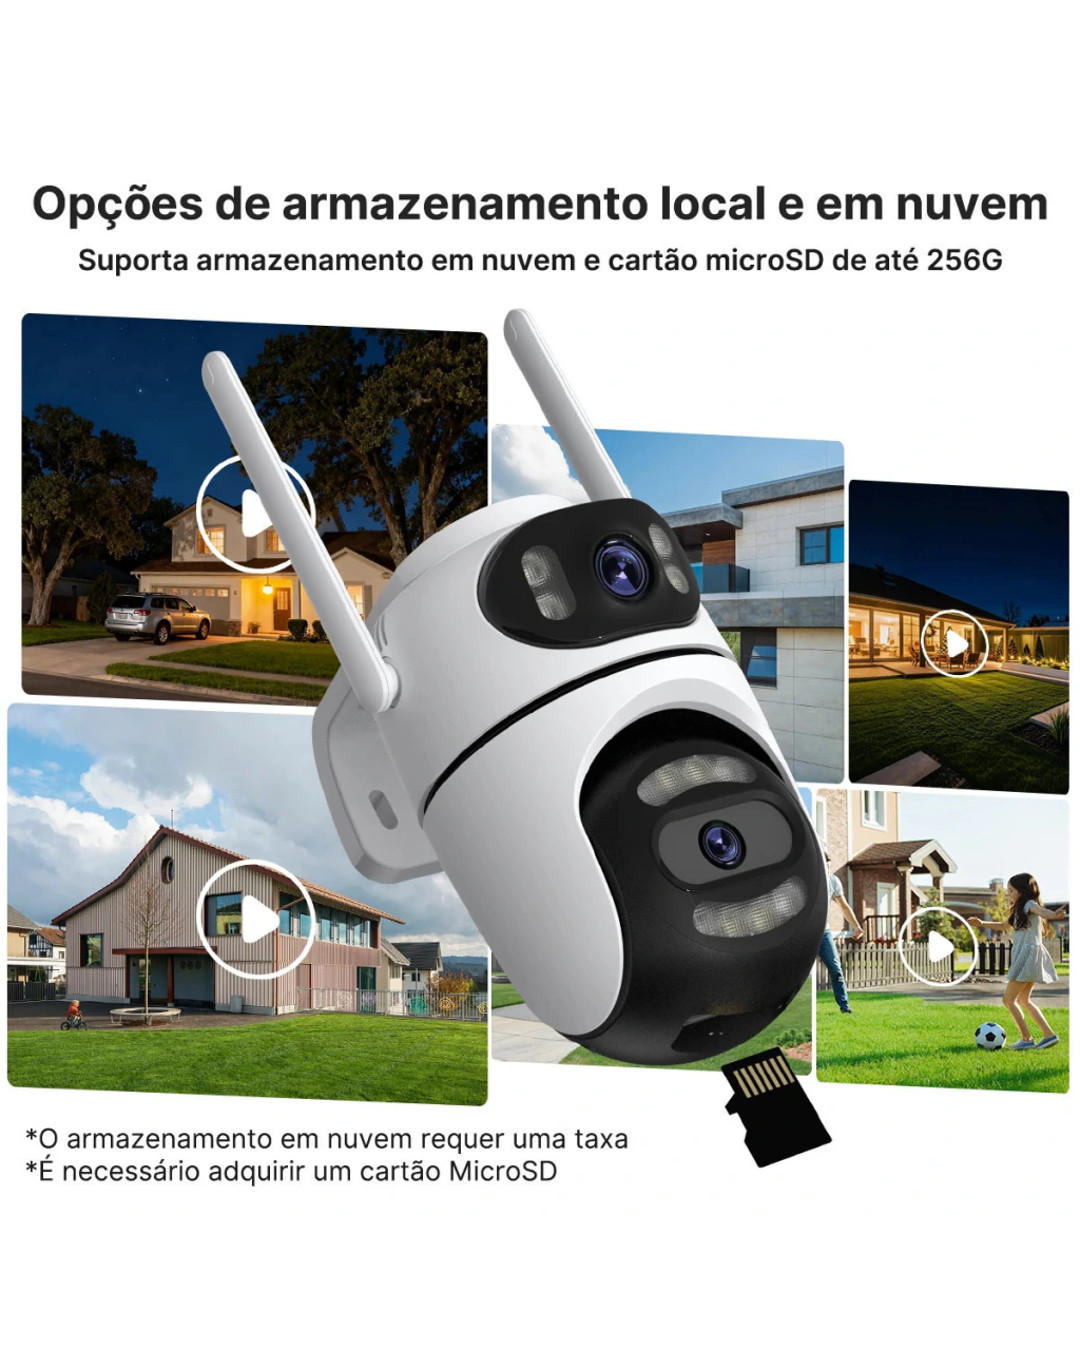 Opções de armazenamento local e em nuvem
Suporta armazenamento em nuvem e cartão microSD de até 256G
*O armazenamento em nuvem requer uma taxa
*É necessário adquirir um cartão MicroSD